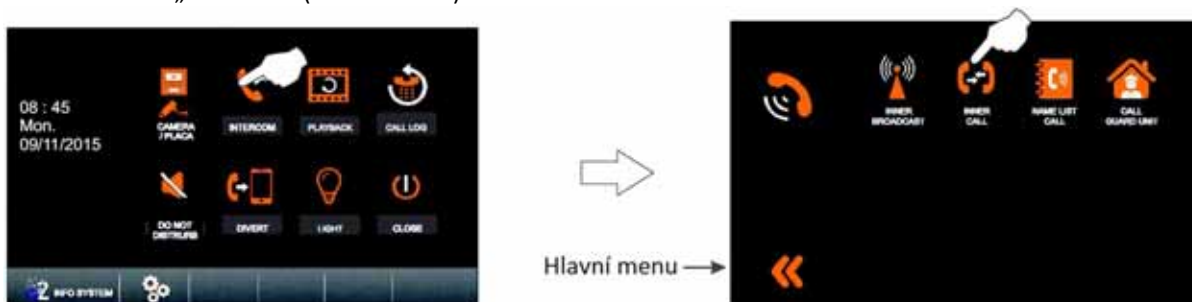 08 : 45
Mon.
09/11/2015
CAMERA
/ PLACA
INTERCOM
PLAYBACK
CALL LOG
DO NOT
DISTRURB
DIVERT
LIGHT
CLOSE
INFO SYSTEM
INNER
BROADCAST
INNER
CALL
NAME LIST
CALL
CALL
GUARD UNIT
Hlavní menu